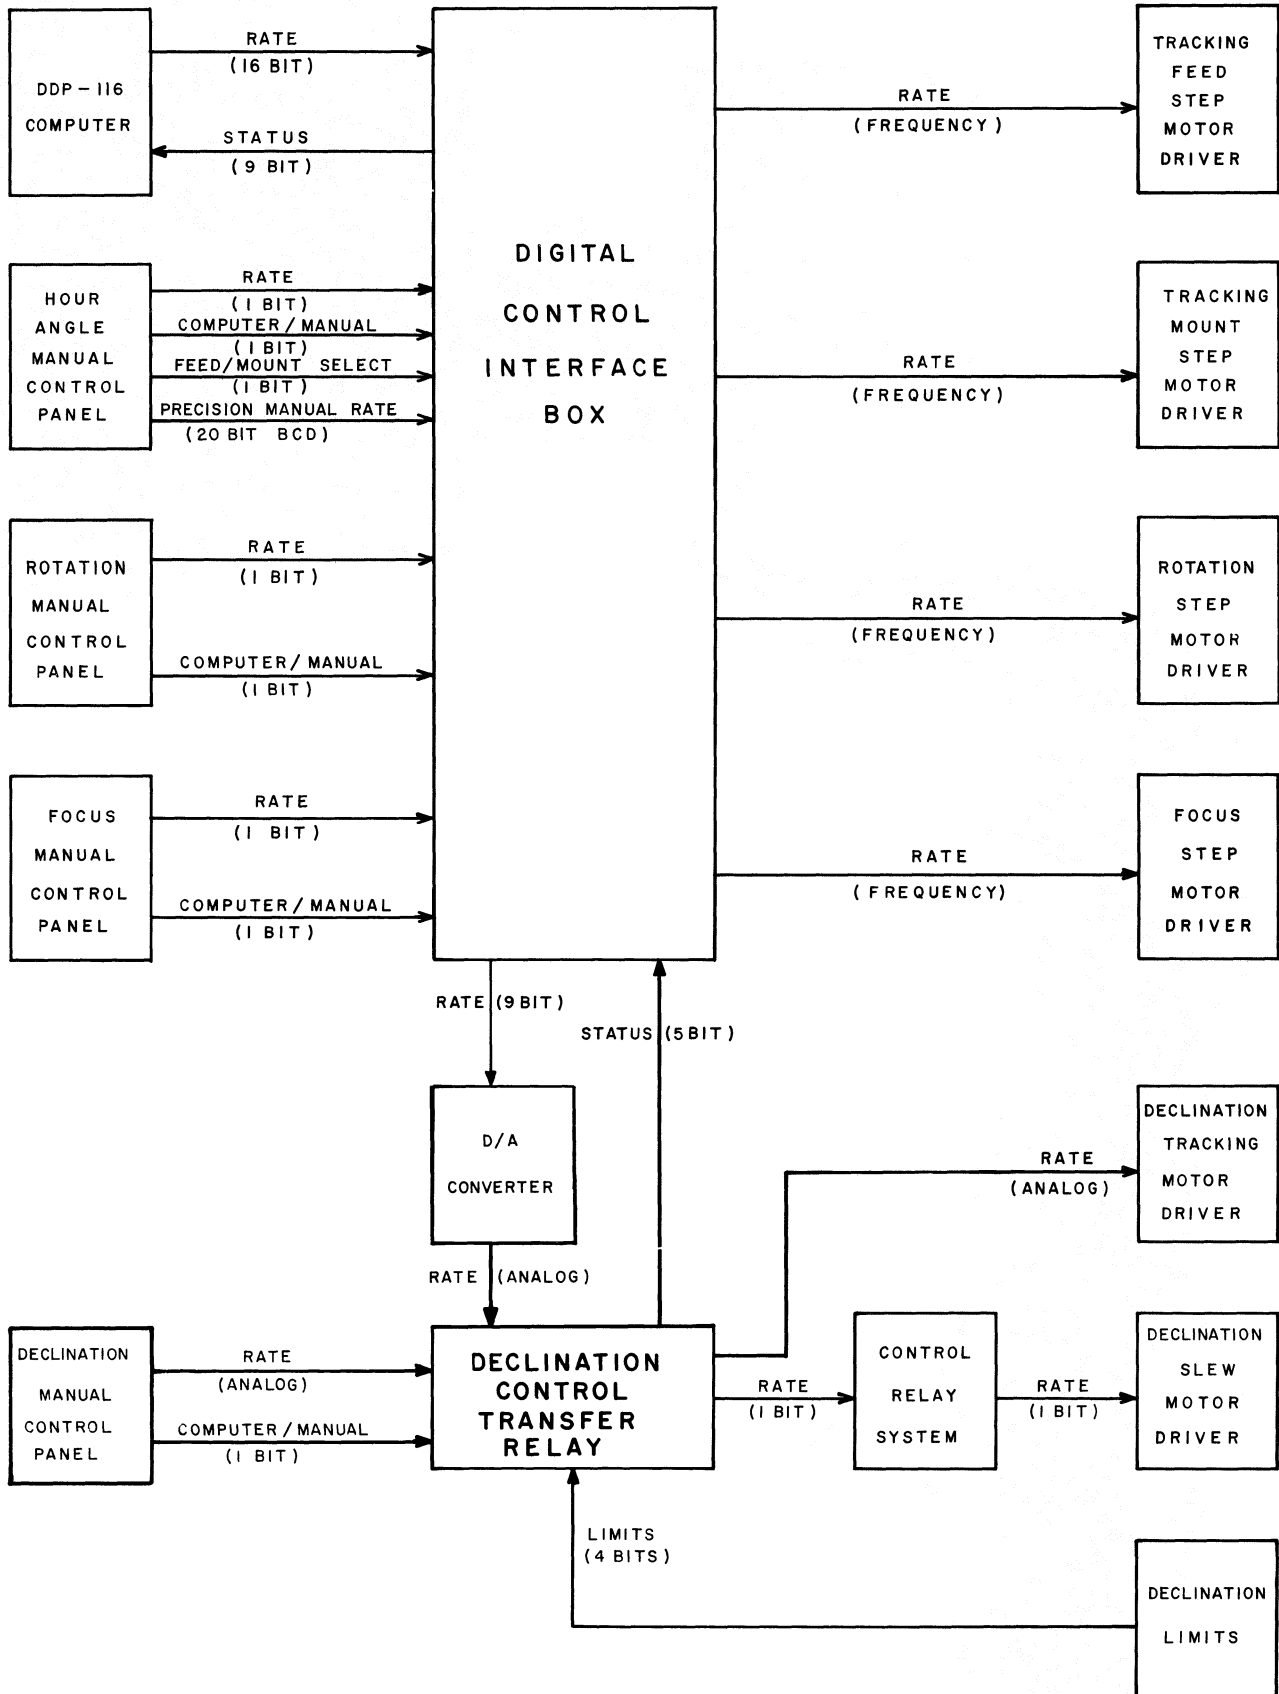 DDP-116
COMPUTER
RATE
(16 BIT)
STATUS
(9 BIT)
HOUR
ANGLE
MANUAL
CONTROL
PANEL
RATE
(1 BIT)
COMPUTER/MANUAL
(1 BIT)
FEED/MOUNT SELECT
(1 BIT)
PRECISION MANUAL RATE
(20 BIT BCD)
ROTATION
MANUAL
CONTROL
PANEL
RATE
(1 BIT)
COMPUTER/MANUAL
(1 BIT)
FOCUS
MANUAL
CONTROL
PANEL
RATE
(1 BIT)
COMPUTER/MANUAL
(1 BIT)
DIGITAL
CONTROL
INTERFACE
BOX
RATE
(FREQUENCY)
TRACKING
FEED
STEP
MOTOR
DRIVER
RATE
(FREQUENCY)
TRACKING
MOUNT
STEP
MOTOR
DRIVER
RATE
(FREQUENCY)
ROTATION
STEP
MOTOR
DRIVER
RATE
(FREQUENCY)
FOCUS
STEP
MOTOR
DRIVER
RATE (9 BIT)
STATUS (5 BIT)
D/A
CONVERTER
RATE (ANALOG)
DECLINATION
MANUAL
CONTROL
PANEL
RATE
(ANALOG)
COMPUTER/MANUAL
(1 BIT)
DECLINATION
CONTROL
TRANSFER
RELAY
RATE
(ANALOG)
DECLINATION
TRACKING
MOTOR
DRIVER
RATE
(1 BIT)
CONTROL
RELAY
SYSTEM
RATE
(1 BIT)
DECLINATION
SLEW
MOTOR
DRIVER
LIMITS
(4 BITS)
DECLINATION
LIMITS